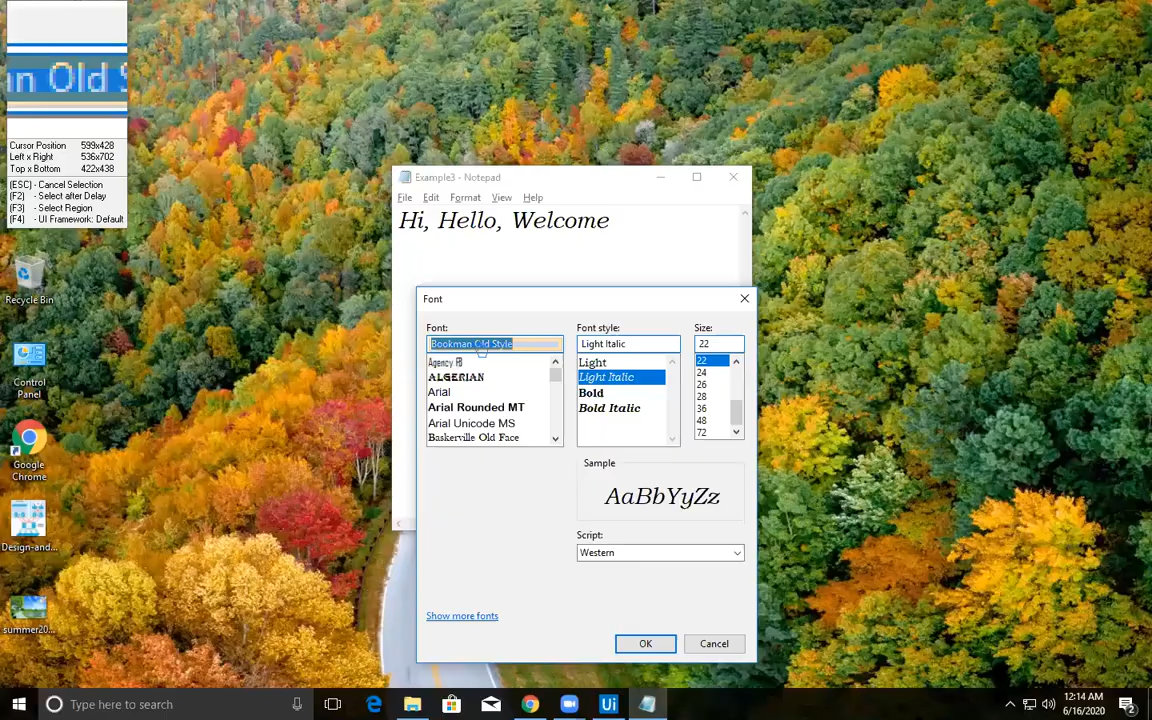 an Old S
Cursor Position 599x428
Left x Right 536x702
Top x Bottom 422x438
(ESC) - Cancel Selection
(F2) - Select after Delay
(F3) - Select Region
(F4) - UI Framework: Default
Recycle Bin
Control
Panel
Google
Chrome
Design-and...
summer20...
Example3 - Notepad
File Edit Format View Help
Hi, Hello, Welcome
Font
Font: Font style: Size:
Bookman Old Style Light Italic 22
Agency FB Light 22
ALGERIAN Light Italic 24
Arial Bold 26
Arial Rounded MT Bold Italic 28
Arial Unicode MS 36
Baskerville Old Face 48
72
Sample
AaBbYyZz
Script:
Western
Show more fonts
OK Cancel
Type here to search
Ui
12:14 AM
6/16/2020
2